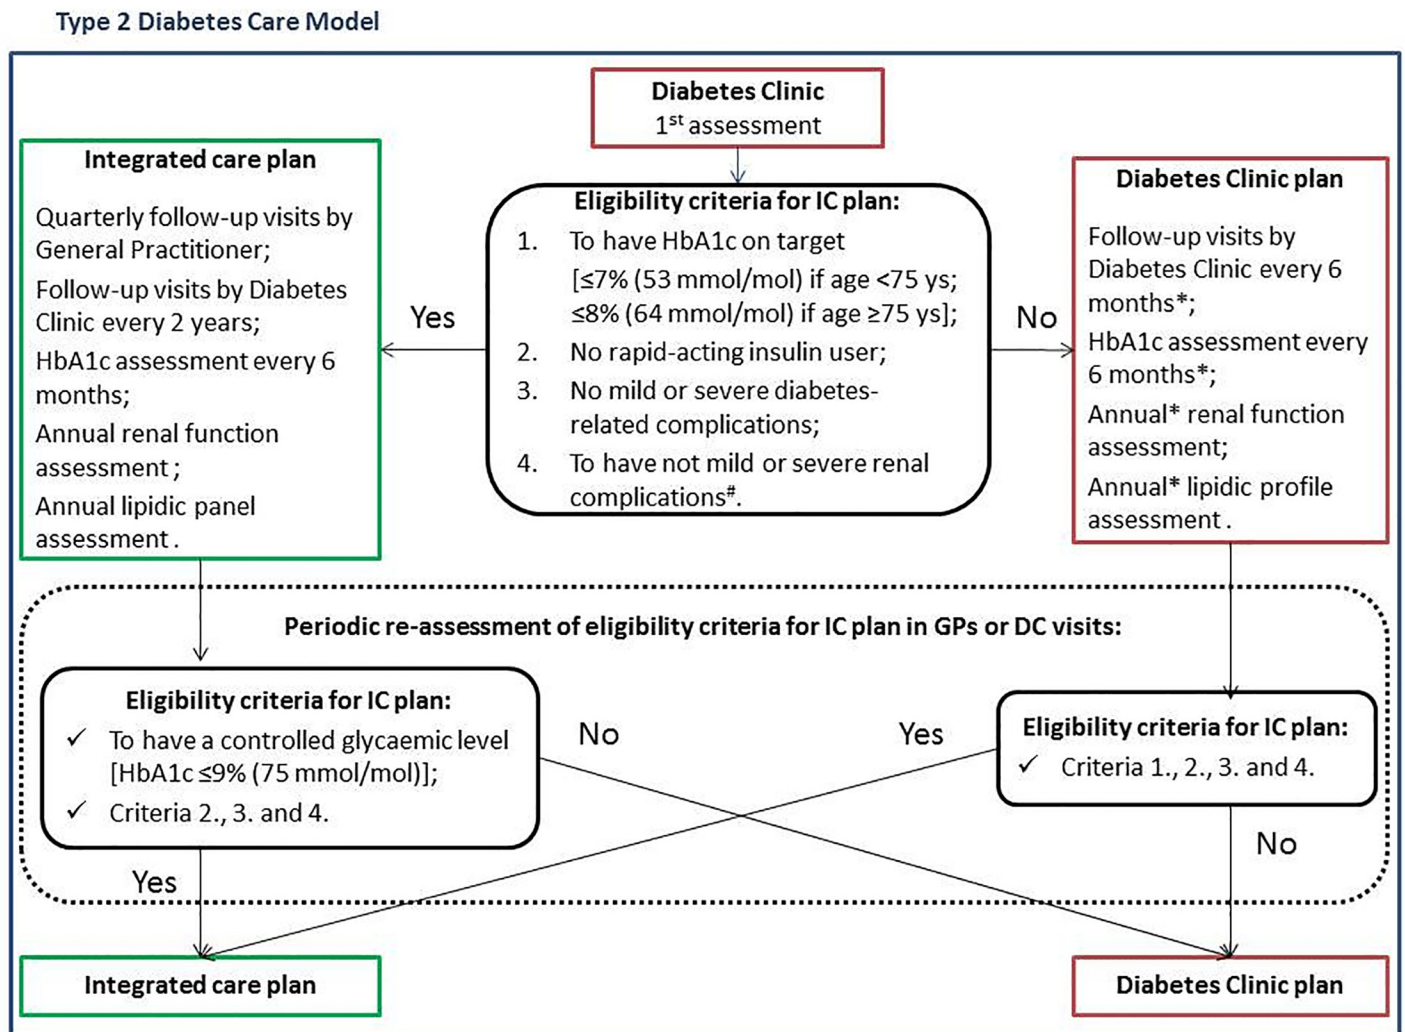 Type 2 Diabetes Care Model
Diabetes Clinic
1st assessment
Integrated care plan
Quarterly follow-up visits by
General Practitioner;
Follow-up visits by Diabetes
Clinic every 2 years;
HbA1c assessment every 6
months;
Annual renal function
assessment ;
Annual lipidic panel
assessment .
Yes
Eligibility criteria for IC plan:
1. To have HbA1c on target
[≤7% (53 mmol/mol) if age <75 ys;
≤8% (64 mmol/mol) if age ≥75 ys];
2. No rapid-acting insulin user;
3. No mild or severe diabetes-
related complications;
4. To have not mild or severe renal
complications#.
No
Diabetes Clinic plan
Follow-up visits by
Diabetes Clinic every 6
months*;
HbA1c assessment every
6 months*;
Annual* renal function
assessment;
Annual* lipidic profile
assessment .
Periodic re-assessment of eligibility criteria for IC plan in GPs or DC visits:
Eligibility criteria for IC plan:
✓ To have a controlled glycaemic level
[HbA1c ≤9% (75 mmol/mol)];
✓ Criteria 2., 3. and 4.
No
Yes
Eligibility criteria for IC plan:
✓ Criteria 1., 2., 3. and 4.
Yes
No
Integrated care plan
Diabetes Clinic plan